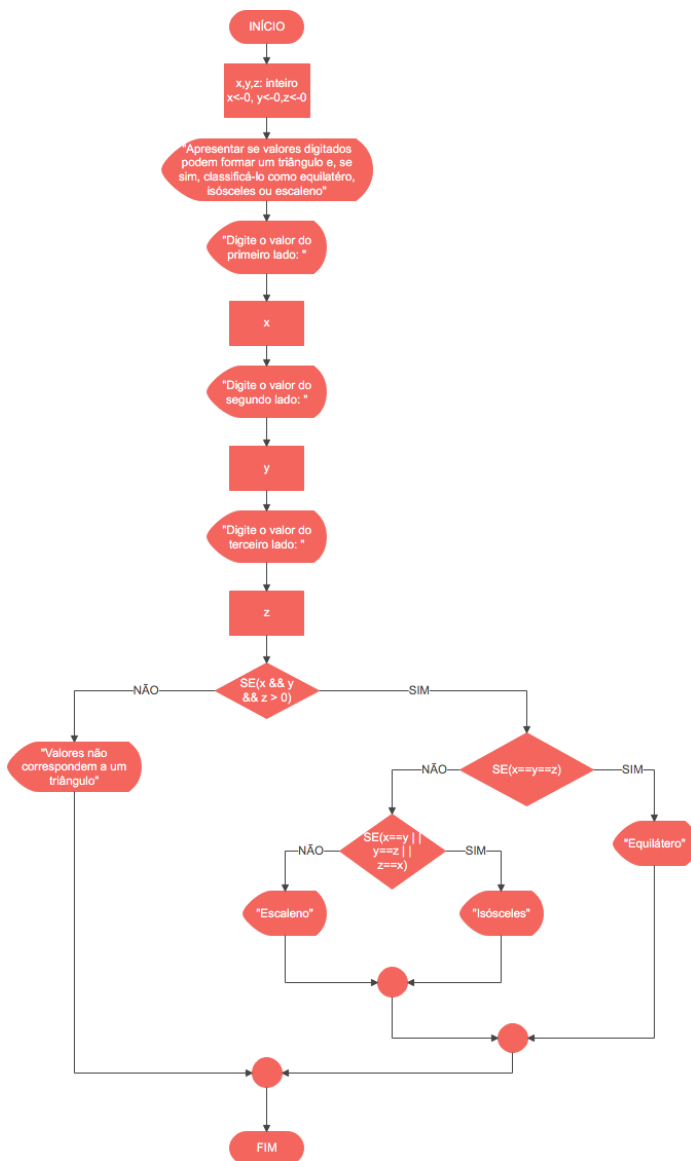 INÍCIO
x,y,z: inteiro
x<-0, y<-0,z<-0
"Apresentar se valores digitados
podem formar um triângulo e, se
sim, classificá-lo como equilatéro,
isósceles ou escaleno"
"Digite o valor do
primeiro lado: "
x
"Digite o valor do
segundo lado: "
y
"Digite o valor do
terceiro lado: "
z
SE(x && y
&& z > 0)
NÃO
SIM
"Valores não
correspondem a um
triângulo"
SE(x==y==z)
NÃO
SIM
SE(x==y | |
y==z | |
z==x)
NÃO
SIM
"Equilátero"
"Escaleno"
"Isósceles"
FIM